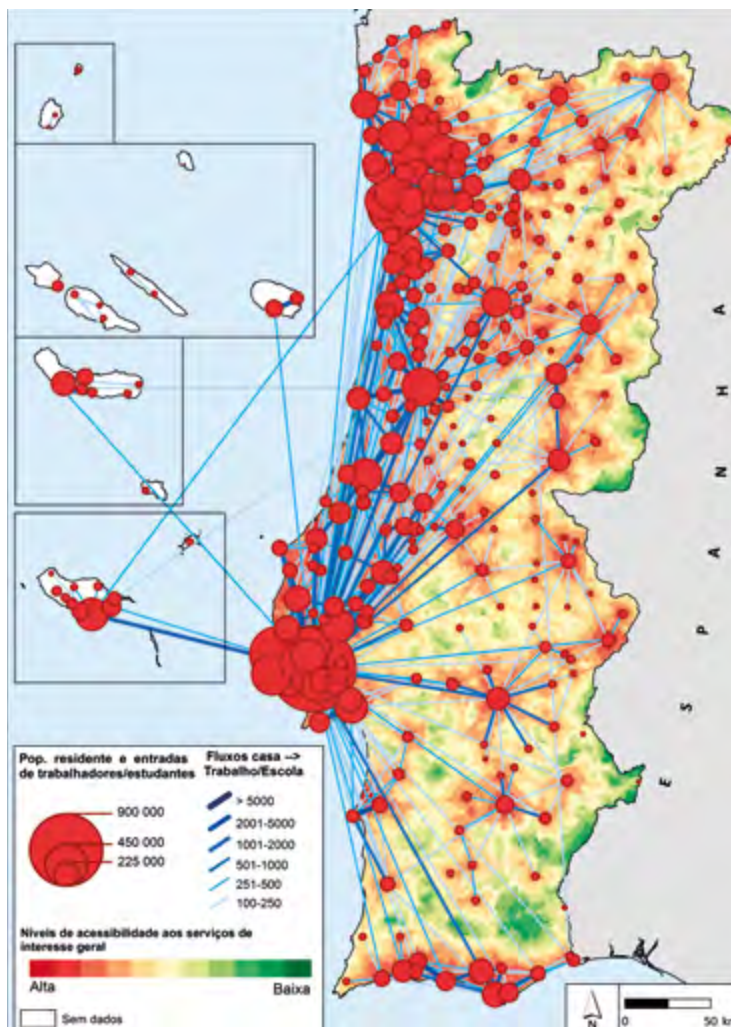 E S P A N H A
Pop. residente e entradas
de trabalhadores/estudantes
900 000
450 000
225 000
Fluxos casa –>
Trabalho/Escola
> 5000
2001-5000
1001-2000
501-1000
251-500
100-250
Níveis de acessibilidade aos serviços de
interesse geral
Alta
Baixa
Sem dados
N
0 50 km